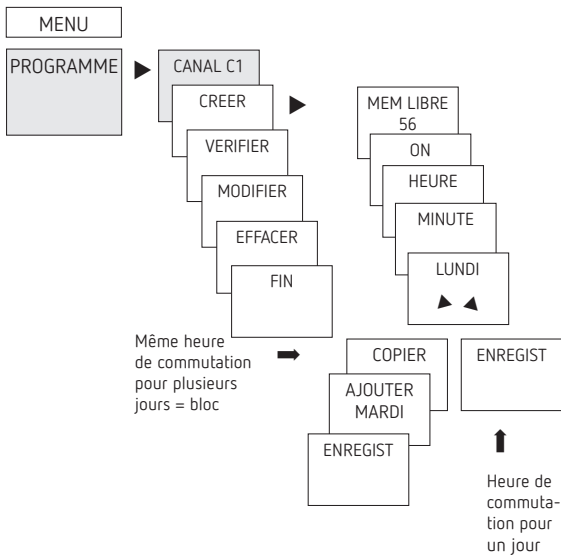 MENU
PROGRAMME
CANAL C1
CREER
VERIFIER
MODIFIER
EFFACER
FIN
MEM LIBRE
56
ON
HEURE
MINUTE
LUNDI
Même heure
de commutation
pour plusieurs
jours = bloc
COPIER
AJOUTER
MARDI
ENREGIST
ENREGIST
Heure de
commuta-
tion pour
un jour